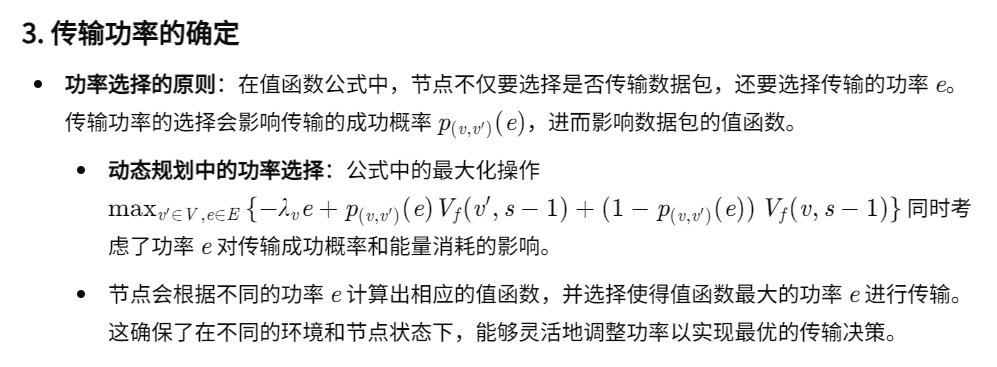 3. 传输功率的确定
• 功率选择的原则：在值函数公式中，节点不仅要选择是否传输数据包，还要选择传输的功率 e。
传输功率的选择会影响传输的成功概率 p_{(v,v′)}(e)，进而影响数据包的值函数。
• 动态规划中的功率选择：公式中的最大化操作
max_{v′∈V,e∈E}{−λ_v e + p_{(v,v′)}(e) V_f(v′, s − 1) + (1 − p_{(v,v′)}(e)) V_f(v, s − 1)} 同时考
虑了功率 e 对传输成功概率和能量消耗的影响。
• 节点会根据不同的功率 e 计算出相应的值函数，并选择使得值函数最大的功率 e 进行传输。
这确保了在不同的环境和节点状态下，能够灵活地调整功率以实现最优的传输决策。